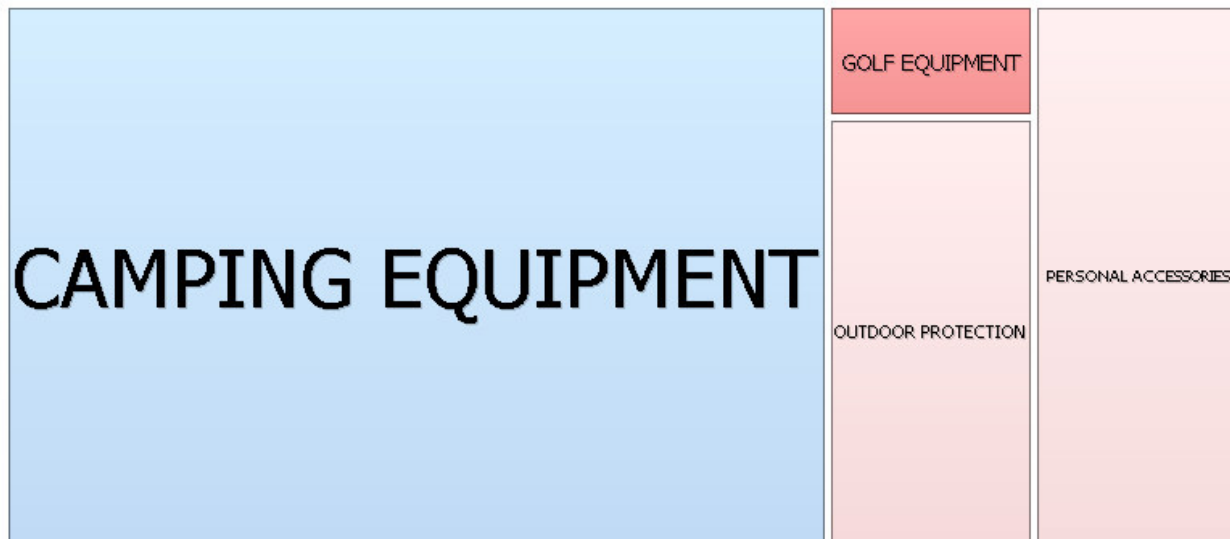 CAMPING EQUIPMENT
GOLF EQUIPMENT
OUTDOOR PROTECTION
PERSONAL ACCESSORIES